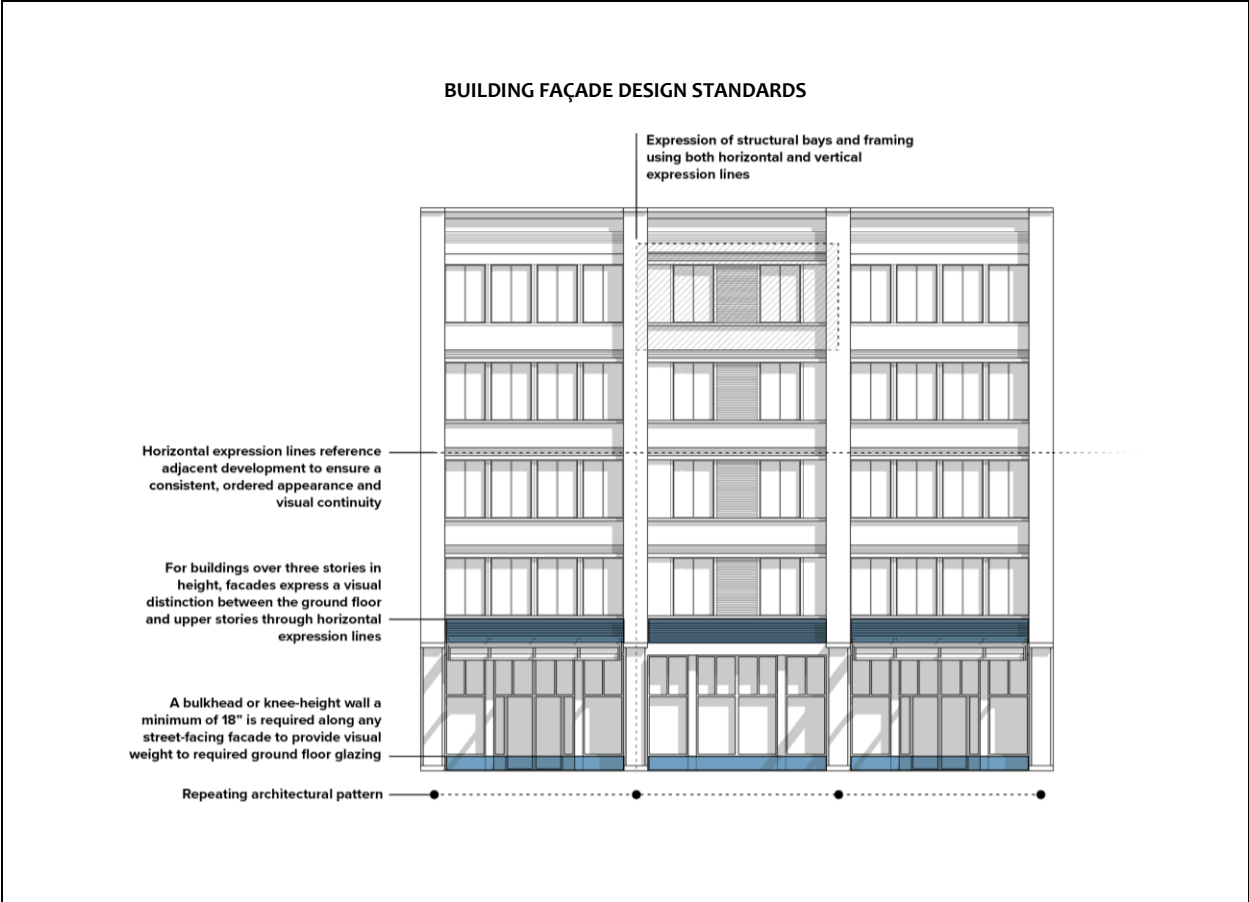 BUILDING FAÇADE DESIGN STANDARDS
Expression of structural bays and framing
using both horizontal and vertical
expression lines
Horizontal expression lines reference
adjacent development to ensure a
consistent, ordered appearance and
visual continuity
For buildings over three stories in
height, facades express a visual
distinction between the ground floor
and upper stories through horizontal
expression lines
A bulkhead or knee-height wall a
minimum of 18” is required along any
street-facing facade to provide visual
weight to required ground floor glazing
Repeating architectural pattern